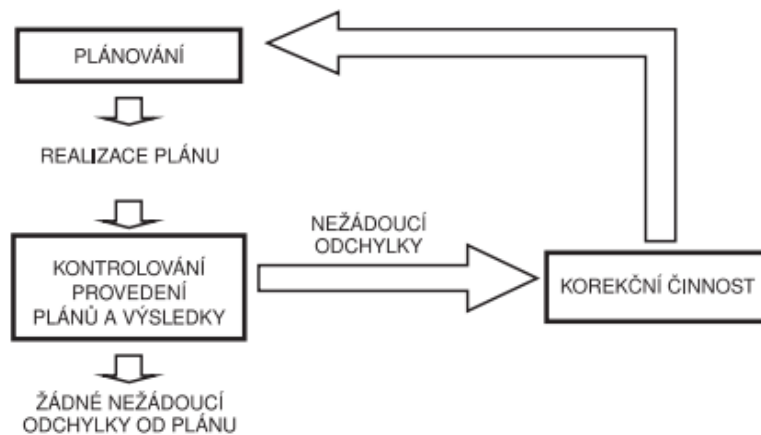 PLÁNOVÁNÍ
REALIZACE PLÁNU
NEŽÁDOUCÍ
ODCHYLKY
KONTROLOVÁNÍ
PROVEDENÍ
PLÁNŮ A VÝSLEDKY
KOREKČNÍ ČINNOST
ŽÁDNÉ NEŽÁDOUCÍ
ODCHYLKY OD PLÁNU